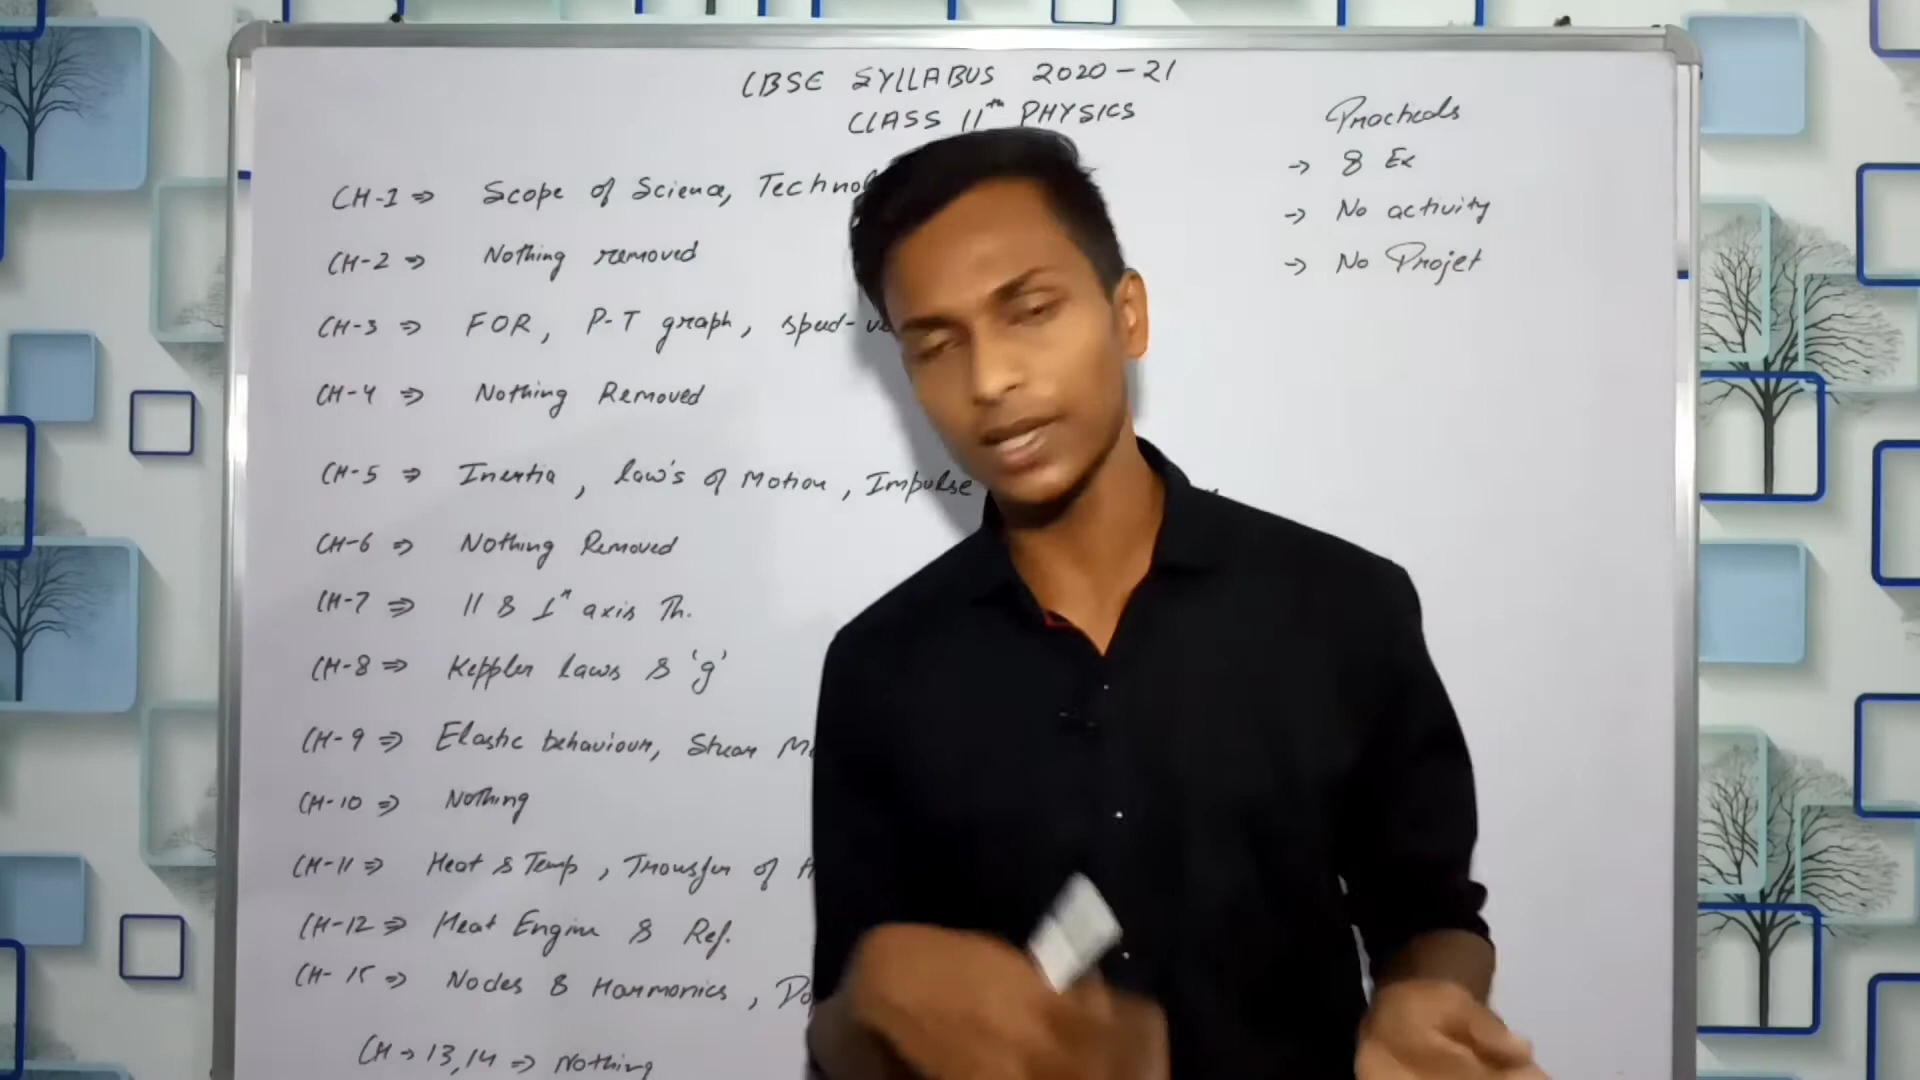 CBSE SYLLABUS 2020-21
CLASS 11th PHYSICS
CH-1 ⇒ Scope of Science, Technol
CH-2 ⇒ Nothing removed
CH-3 ⇒ FOR, P-T graph, speed-ve
CH-4 ⇒ Nothing Removed
CH-5 ⇒ Inertia, law's of Motion, Impulse
CH-6 ⇒ Nothing Removed
CH-7 ⇒ 11 & axis Th.
CH-8 ⇒ Keppler laws & 'g'
CH-9 ⇒ Elastic behaviour, Shear M
CH-10 ⇒ Nothing
CH-11 ⇒ Heat & Temp, Transfer of H
CH-12 ⇒ Heat Engine & Ref.
CH-15 ⇒ Nodes & Harmonics, Do
CH → 13,14 ⇒ Nothing
Practicals
→ 8 Ex
→ No activity
→ No Projet